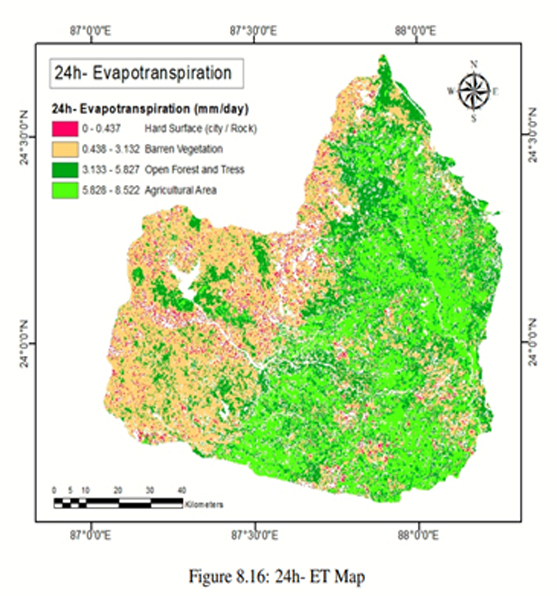 87°0'0"E 87°30'0"E 88°0'0"E
24h- Evapotranspiration
N
W E
S
24h- Evapotranspiration (mm/day)
0 - 0.437 Hard Surface (city / Rock)
0.438 - 3.132 Barren Vegetation
3.133 - 5.827 Open Forest and Tress
5.828 - 8.522 Agricultural Area
24°30'0"N 24°30'0"N
24°0'0"N 24°0'0"N
0 5 10 20 30 40
Kilometers
87°0'0"E 87°30'0"E 88°0'0"E
Figure 8.16: 24h- ET Map